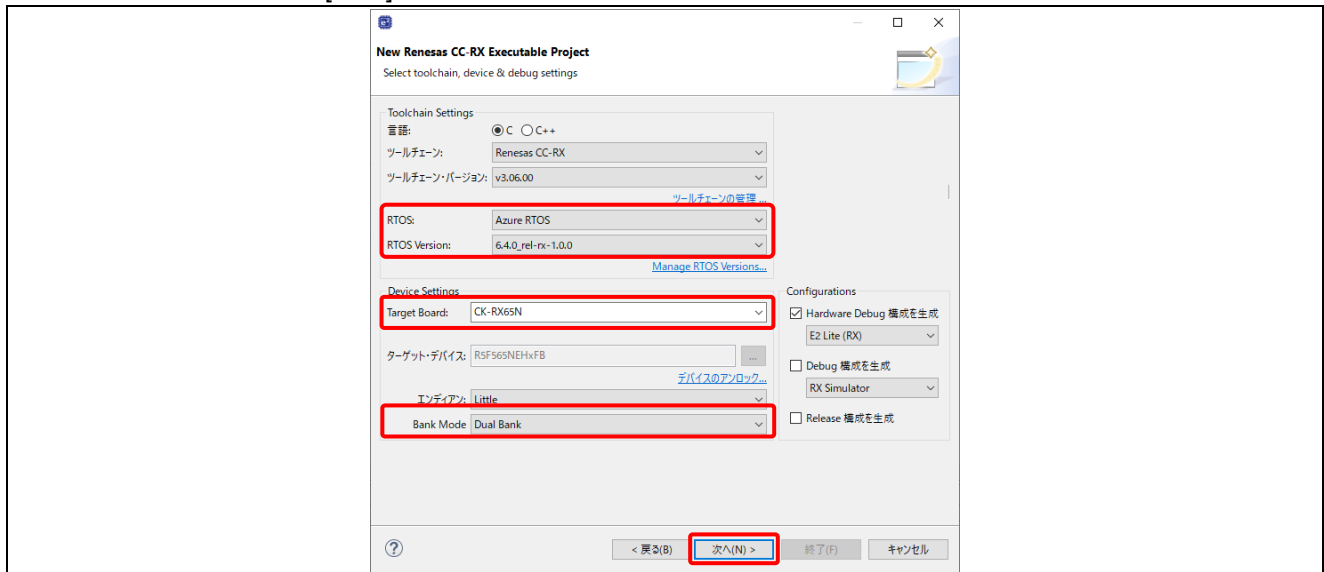 New Renesas CC-RX Executable Project
Select toolchain, device & debug settings
Toolchain Settings
言語: C C++
ツールチェーン: Renesas CC-RX
ツールチェーン・バージョン: v3.06.00
ツールチェーンの管理 ...
RTOS: Azure RTOS
RTOS Version: 6.4.0_rel-rx-1.0.0
Manage RTOS Versions...
Device Settings
Target Board: CK-RX65N
ターゲット・デバイス: R5F565NEHxFB ...
デバイスのアンロック...
エンディアン: Little
Bank Mode Dual Bank
Configurations
Hardware Debug 構成を生成
E2 Lite (RX)
Debug 構成を生成
RX Simulator
Release 構成を生成
< 戻る(B) 次へ(N) > 終了(F) キャンセル